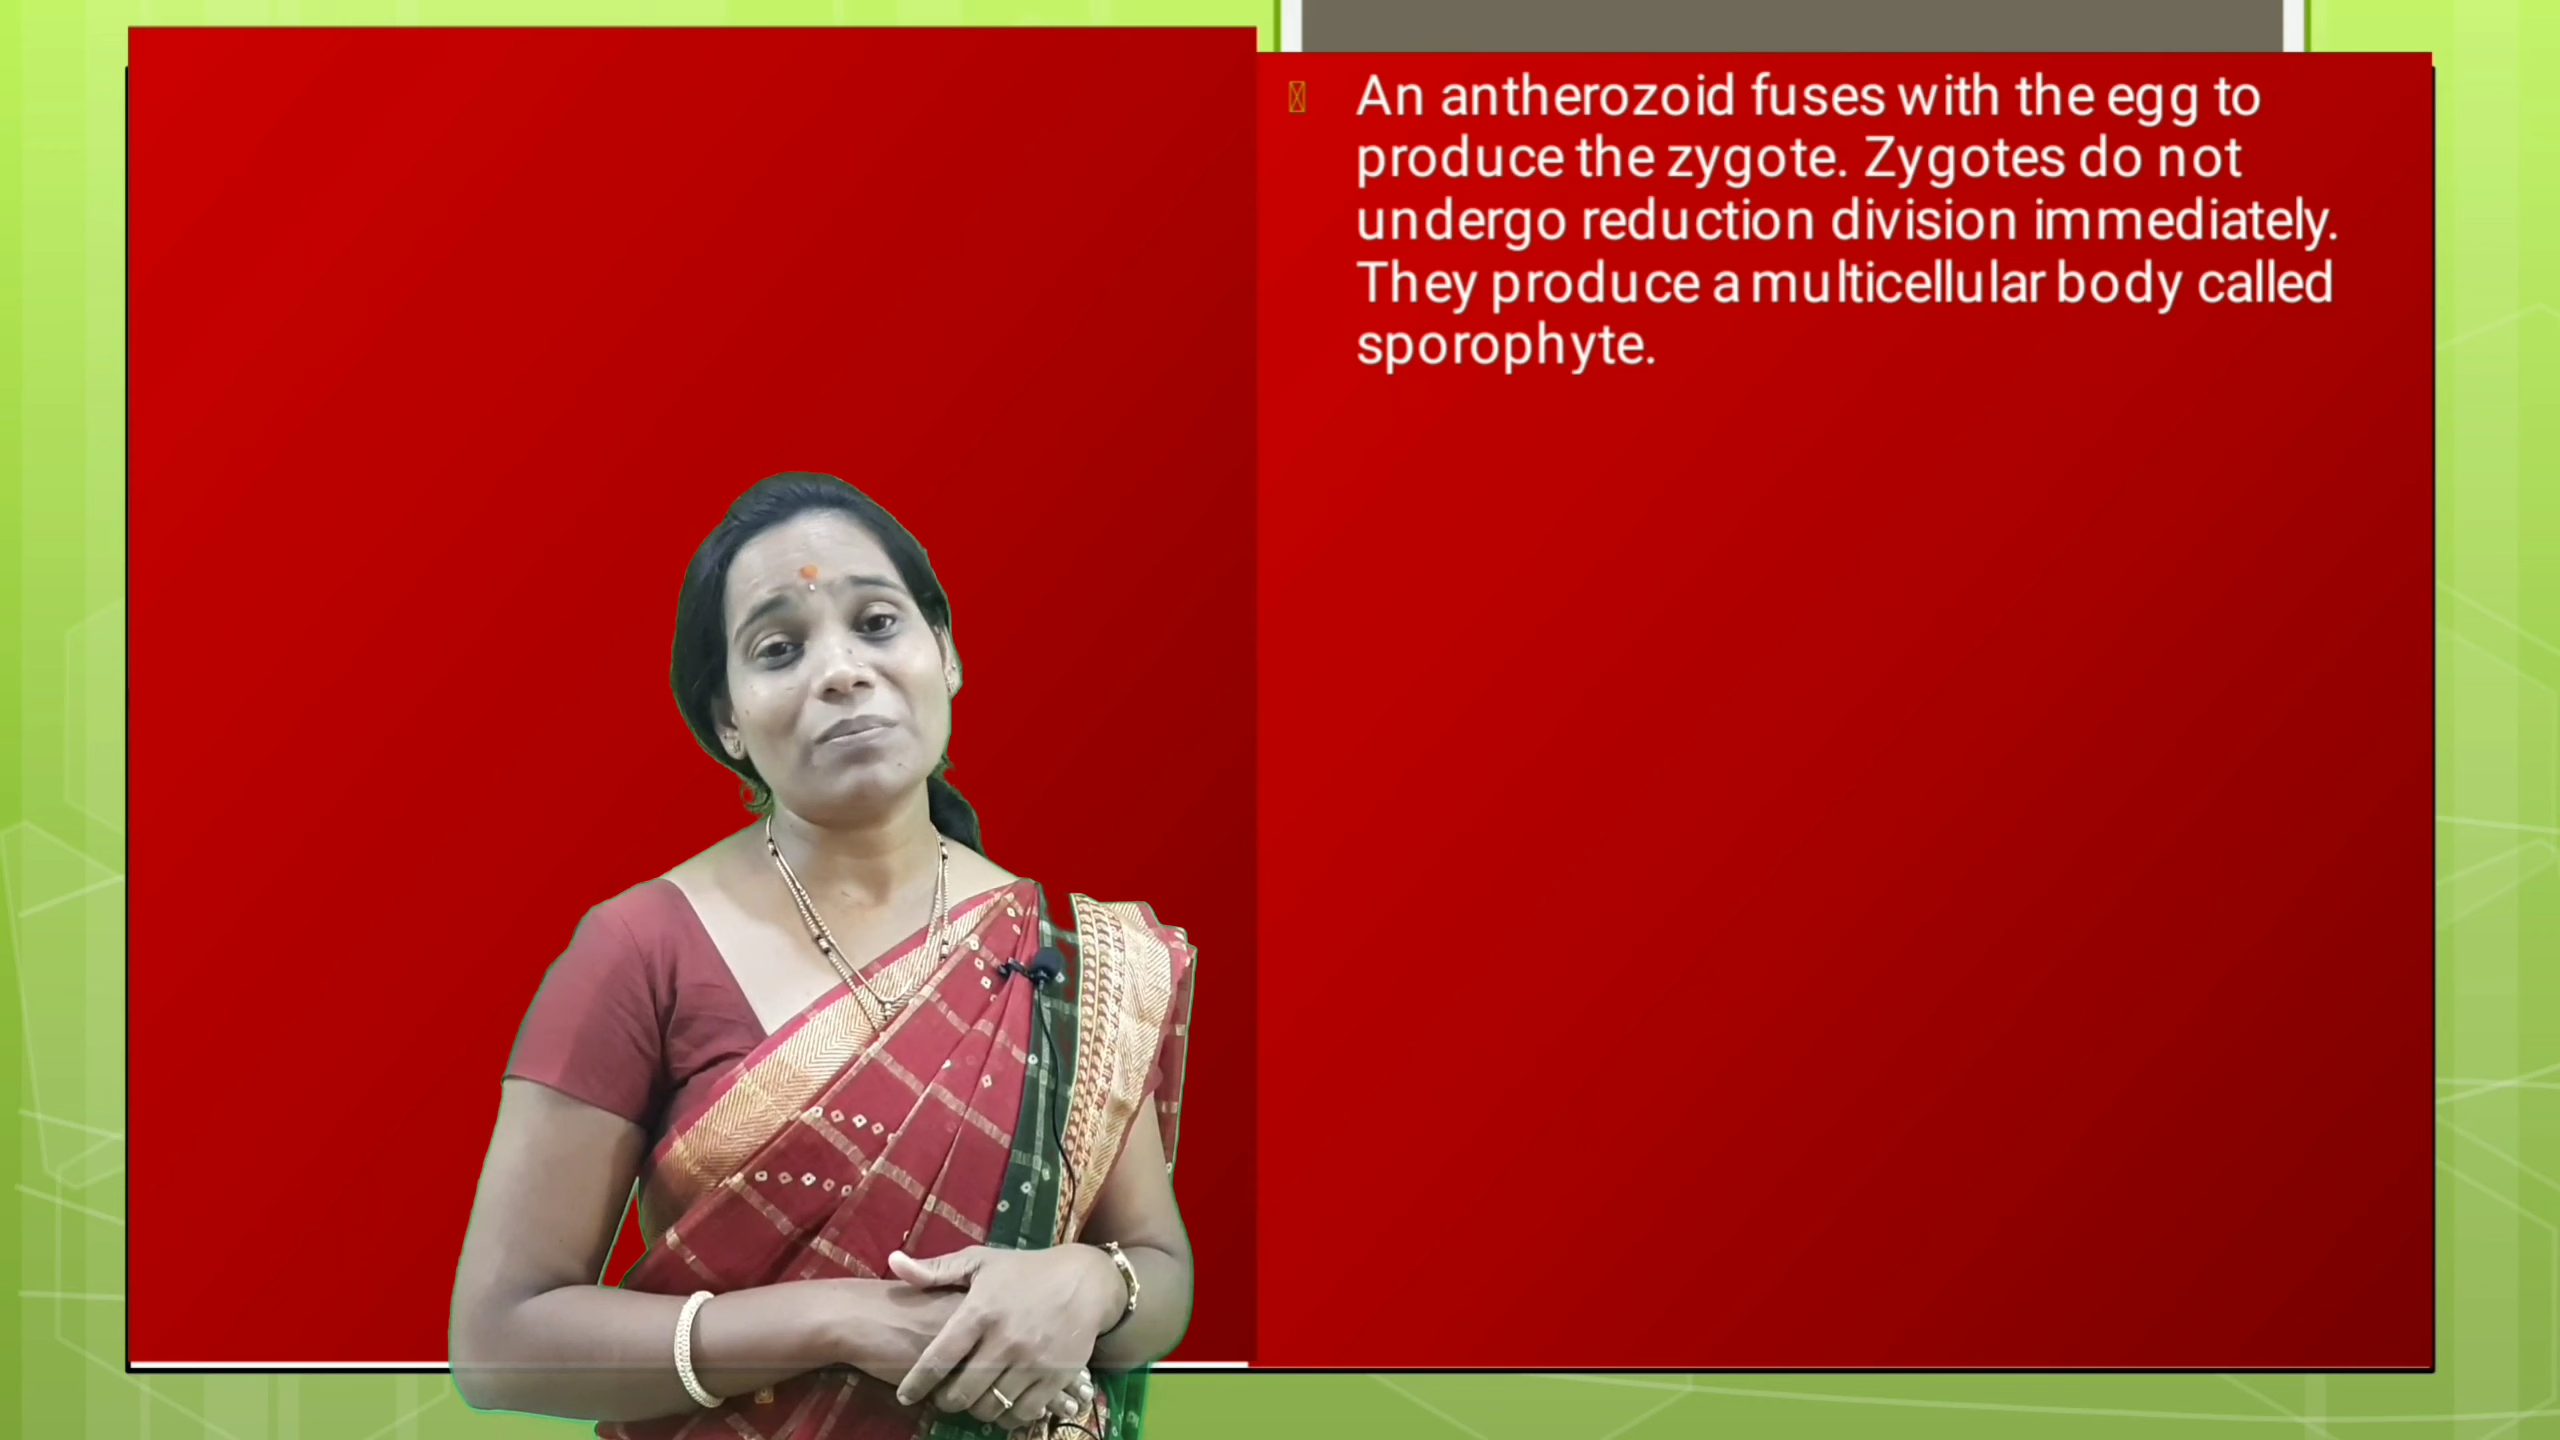 An antherozoid fuses with the egg to
produce the zygote. Zygotes do not
undergo reduction division immediately.
They produce a multicellular body called
sporophyte.